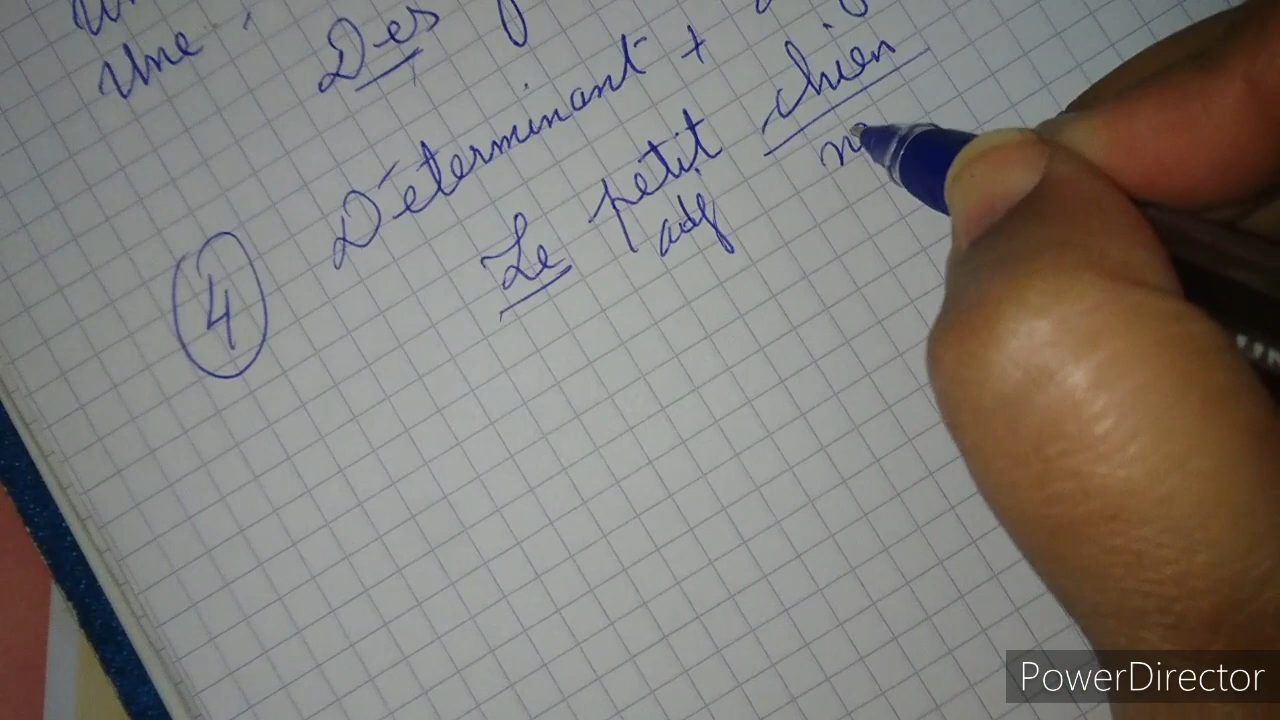 Une
Des
④ Déterminant +
Le petit chien
adj
PowerDirector